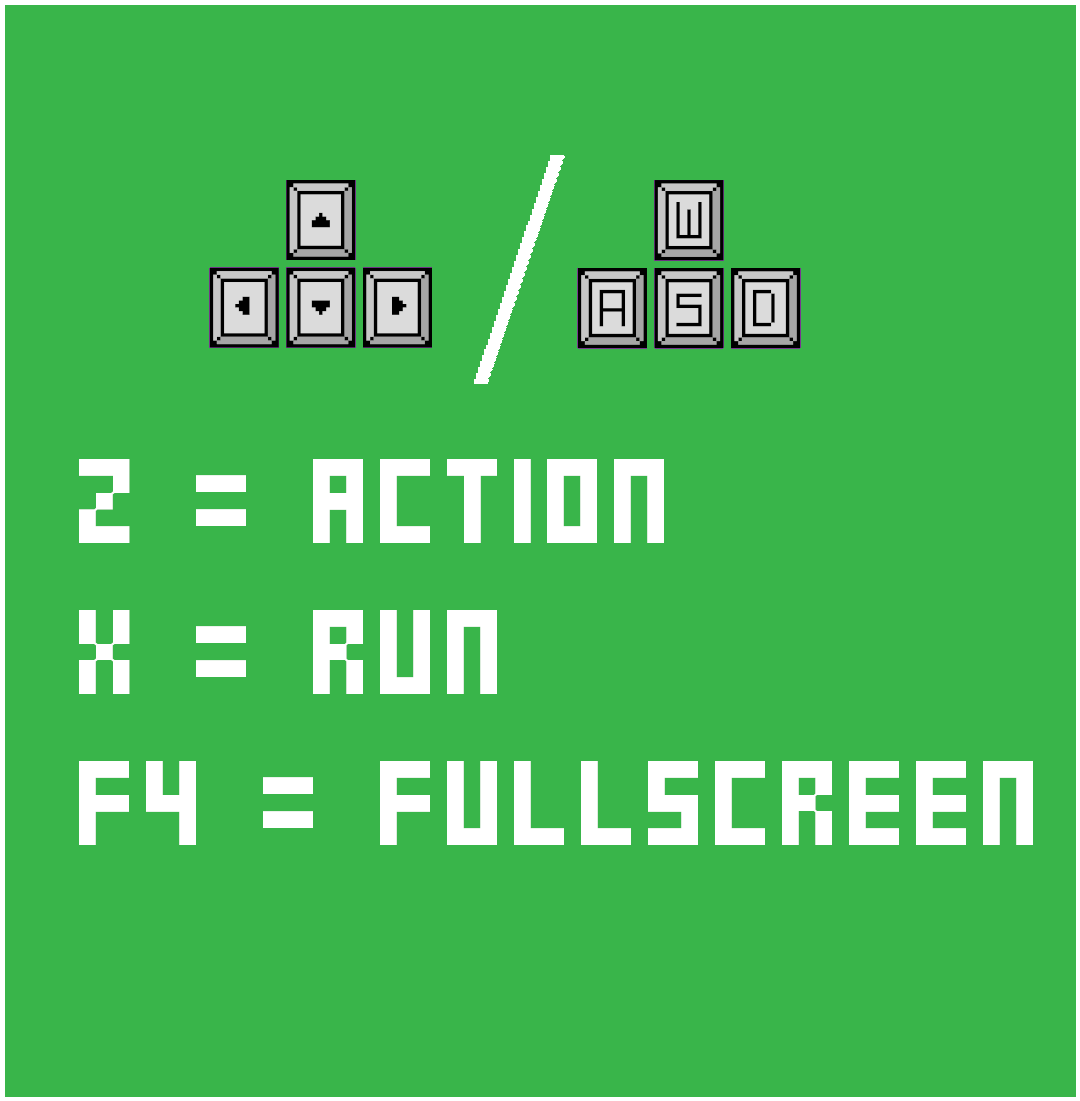 ▲ / W
◀ ▼ ▶ A S D
Z = ACTION
X = RUN
F4 = FULLSCREEN